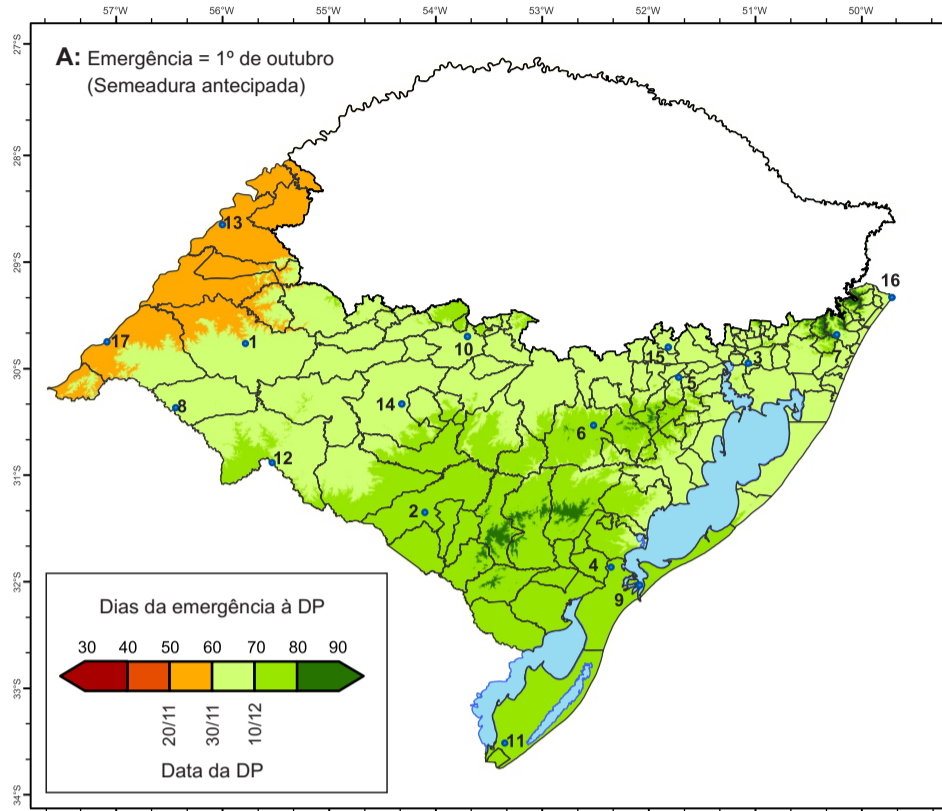 57°W 56°W 55°W 54°W 53°W 52°W 51°W 50°W
27°S
28°S
29°S
30°S
31°S
32°S
33°S
34°S
A: Emergência = 1º de outubro
(Semeadura antecipada)
13
16
17
1
10
15
3
7
5
8
14
6
12
2
4
9
11
Dias da emergência à DP
30 40 50 60 70 80 90
20/11 30/11 10/12
Data da DP